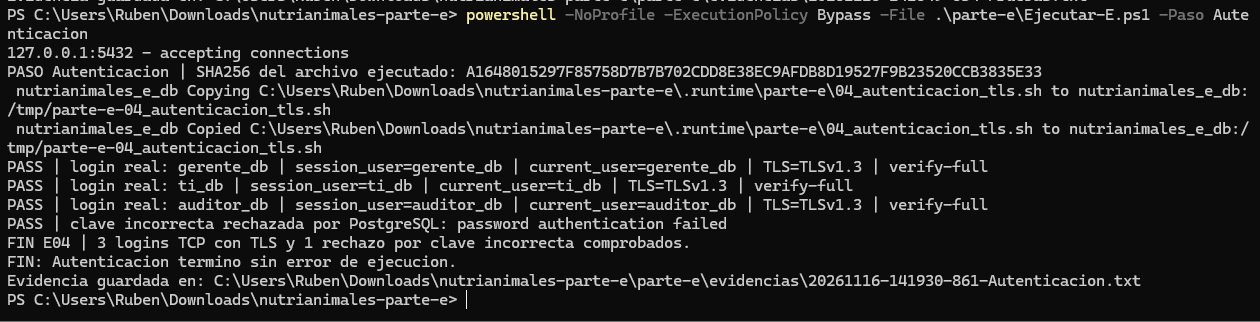 PS C:\Users\Ruben\Downloads\nutrianimales-parte-e> powershell -NoProfile -ExecutionPolicy Bypass -File .\parte-e\Ejecutar-E.ps1 -Paso Aute
nticacion
127.0.0.1:5432 - accepting connections
PASO Autenticacion | SHA256 del archivo ejecutado: A1648015297F85758D7B7B702CDD8E38EC9AFDB8D19527F9B23520CCB3835E33
 nutrianimales_e_db Copying C:\Users\Ruben\Downloads\nutrianimales-parte-e\.runtime\parte-e\04_autenticacion_tls.sh to nutrianimales_e_db:
/tmp/parte-e-04_autenticacion_tls.sh
 nutrianimales_e_db Copied C:\Users\Ruben\Downloads\nutrianimales-parte-e\.runtime\parte-e\04_autenticacion_tls.sh to nutrianimales_e_db:/
tmp/parte-e-04_autenticacion_tls.sh
PASS | login real: gerente_db | session_user=gerente_db | current_user=gerente_db | TLS=TLSv1.3 | verify-full
PASS | login real: ti_db | session_user=ti_db | current_user=ti_db | TLS=TLSv1.3 | verify-full
PASS | login real: auditor_db | session_user=auditor_db | current_user=auditor_db | TLS=TLSv1.3 | verify-full
PASS | clave incorrecta rechazada por PostgreSQL: password authentication failed
FIN E04 | 3 logins TCP con TLS y 1 rechazo por clave incorrecta comprobados.
FIN: Autenticacion termino sin error de ejecucion.
Evidencia guardada en: C:\Users\Ruben\Downloads\nutrianimales-parte-e\parte-e\evidencias\20261116-141930-861-Autenticacion.txt
PS C:\Users\Ruben\Downloads\nutrianimales-parte-e>